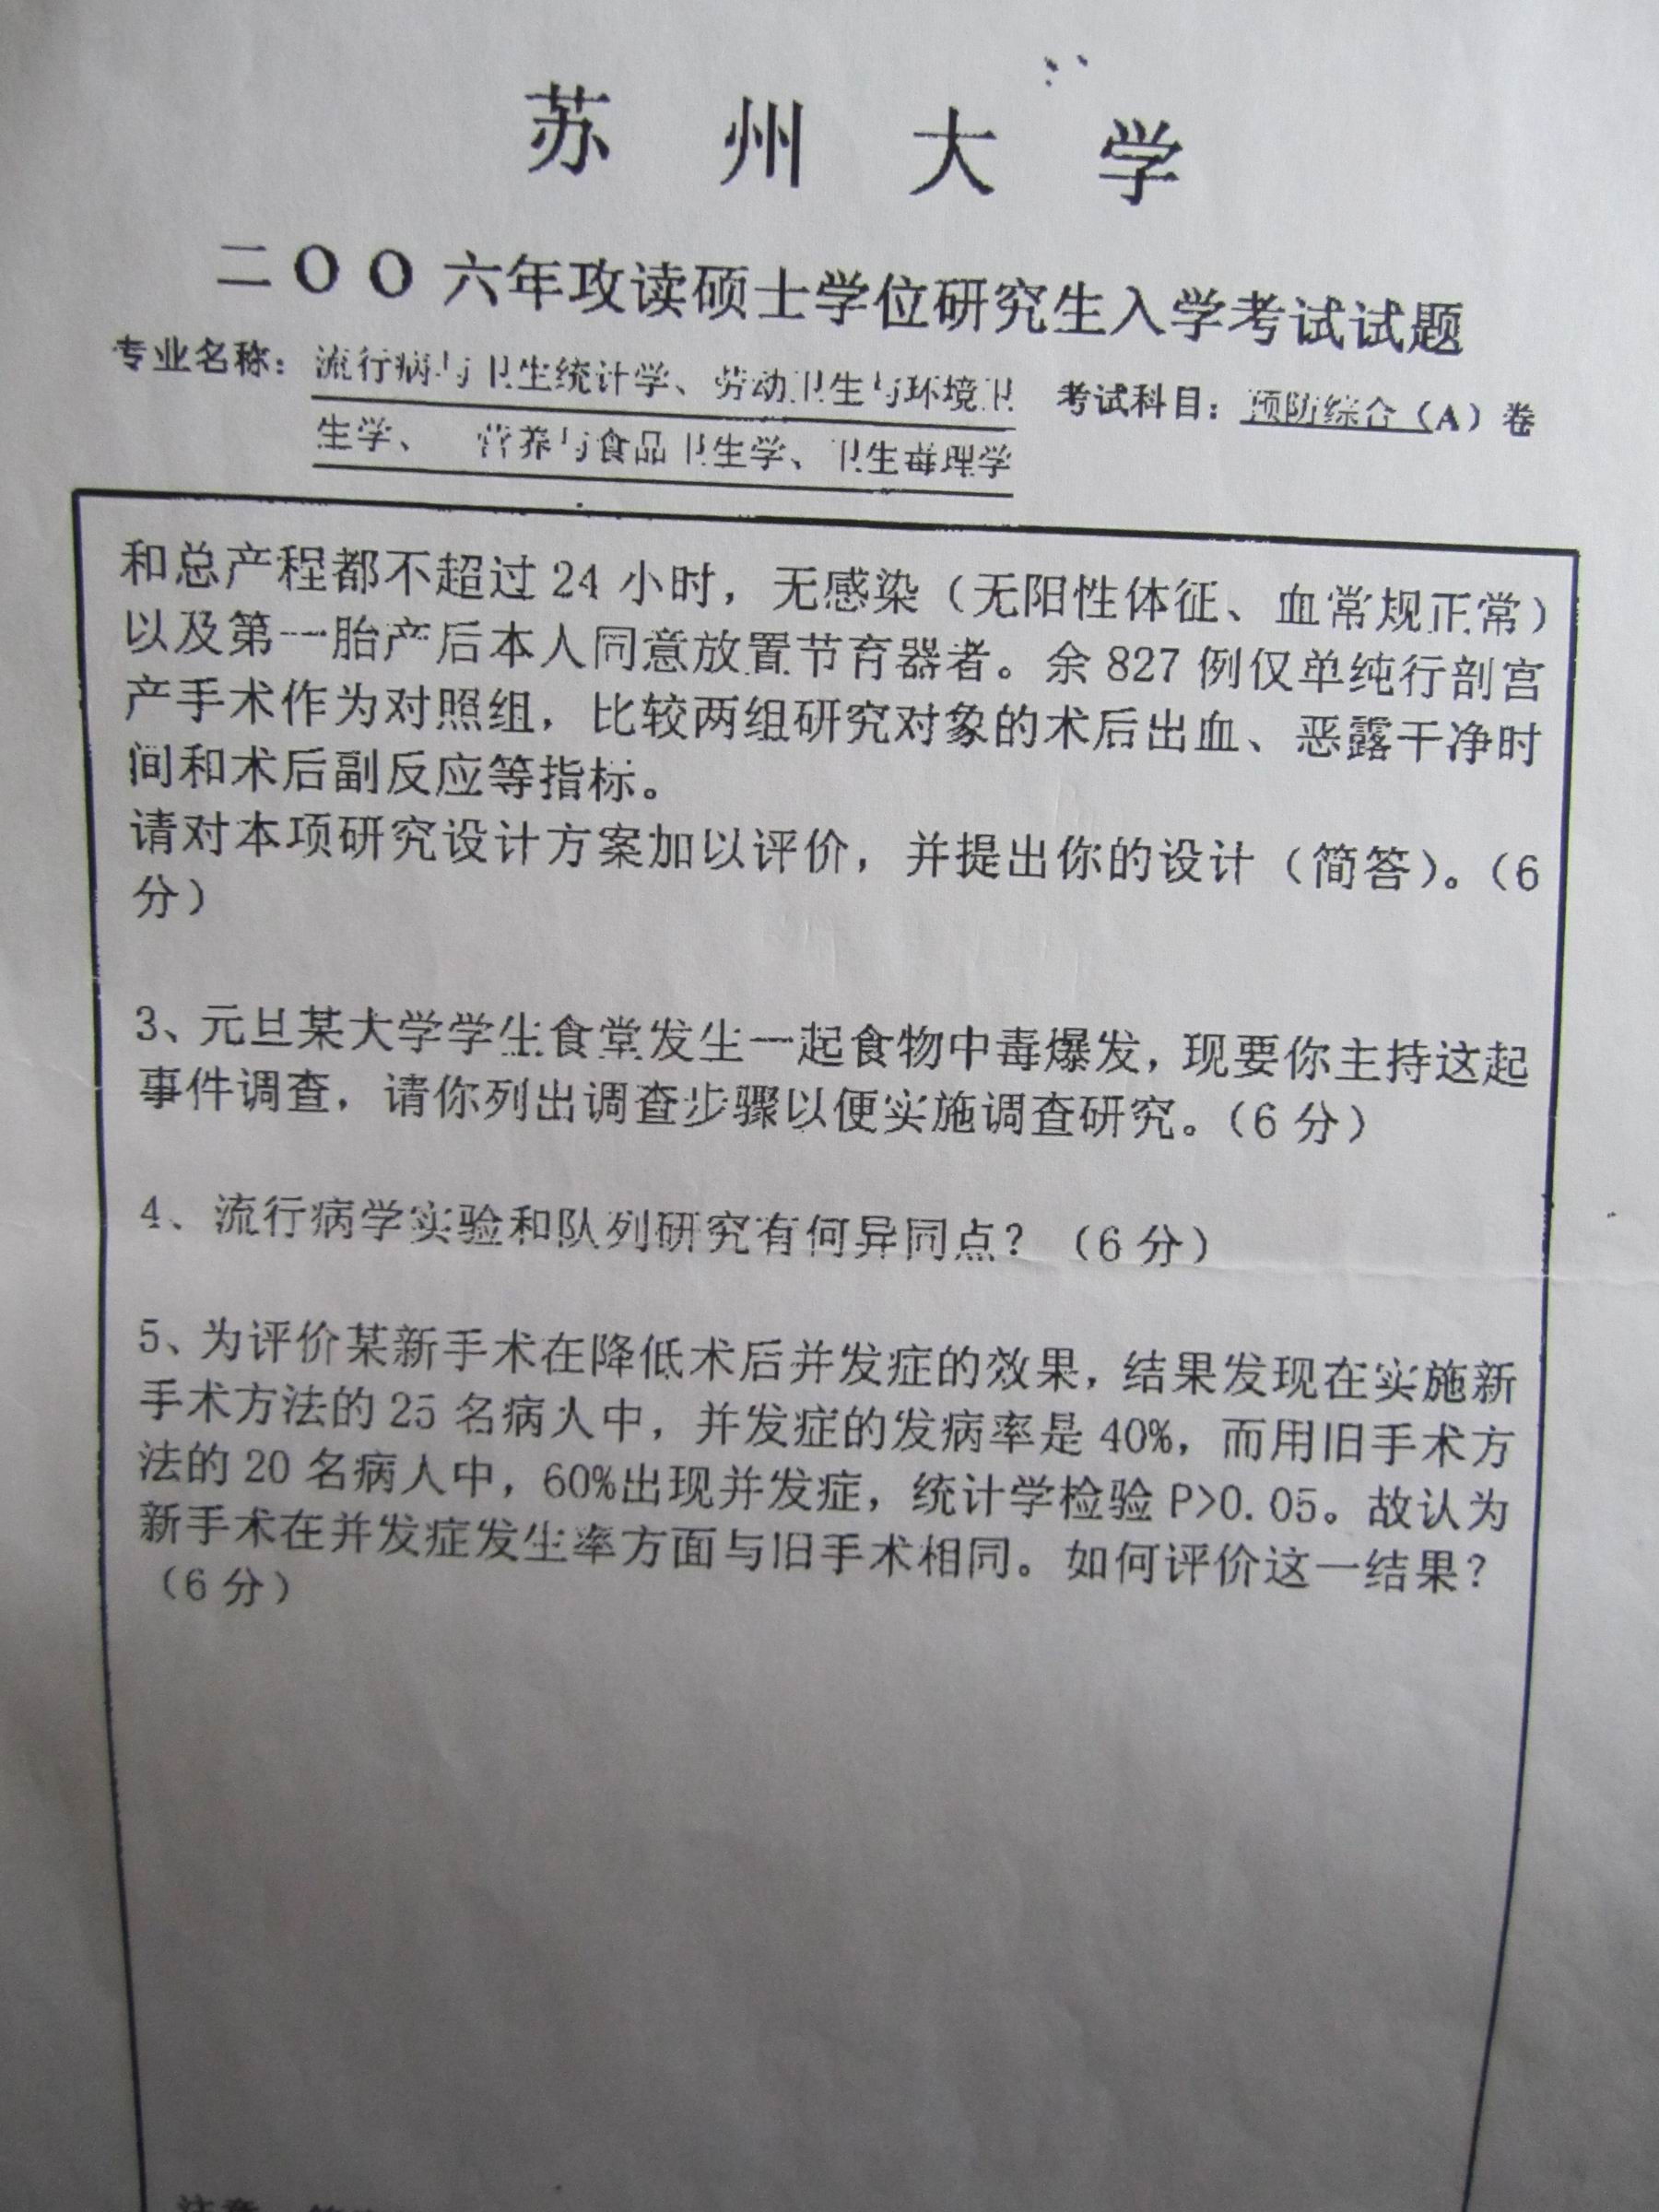 苏州大学
二〇〇六年攻读硕士学位研究生入学考试试题
专业名称：流行病与卫生统计学、劳动卫生与环境卫 考试科目：预防综合（A）卷
生学、 营养与食品卫生学、卫生毒理学
和总产程都不超过24小时，无感染（无阳性体征、血常规正常）
以及第一胎产后本人同意放置节育器者。余827例仅单纯行剖宫
产手术作为对照组，比较两组研究对象的术后出血、恶露干净时
间和术后副反应等指标。
请对本项研究设计方案加以评价，并提出你的设计（简答）。（6
分）
3、元旦某大学学生食堂发生一起食物中毒爆发，现要你主持这起
事件调查，请你列出调查步骤以便实施调查研究。（6分）
4、流行病学实验和队列研究有何异同点？（6分）
5、为评价某新手术在降低术后并发症的效果，结果发现在实施新
手术方法的25名病人中，并发症的发病率是40%，而用旧手术方
法的20名病人中，60%出现并发症，统计学检验P>0.05。故认为
新手术在并发症发生率方面与旧手术相同。如何评价这一结果？
（6分）